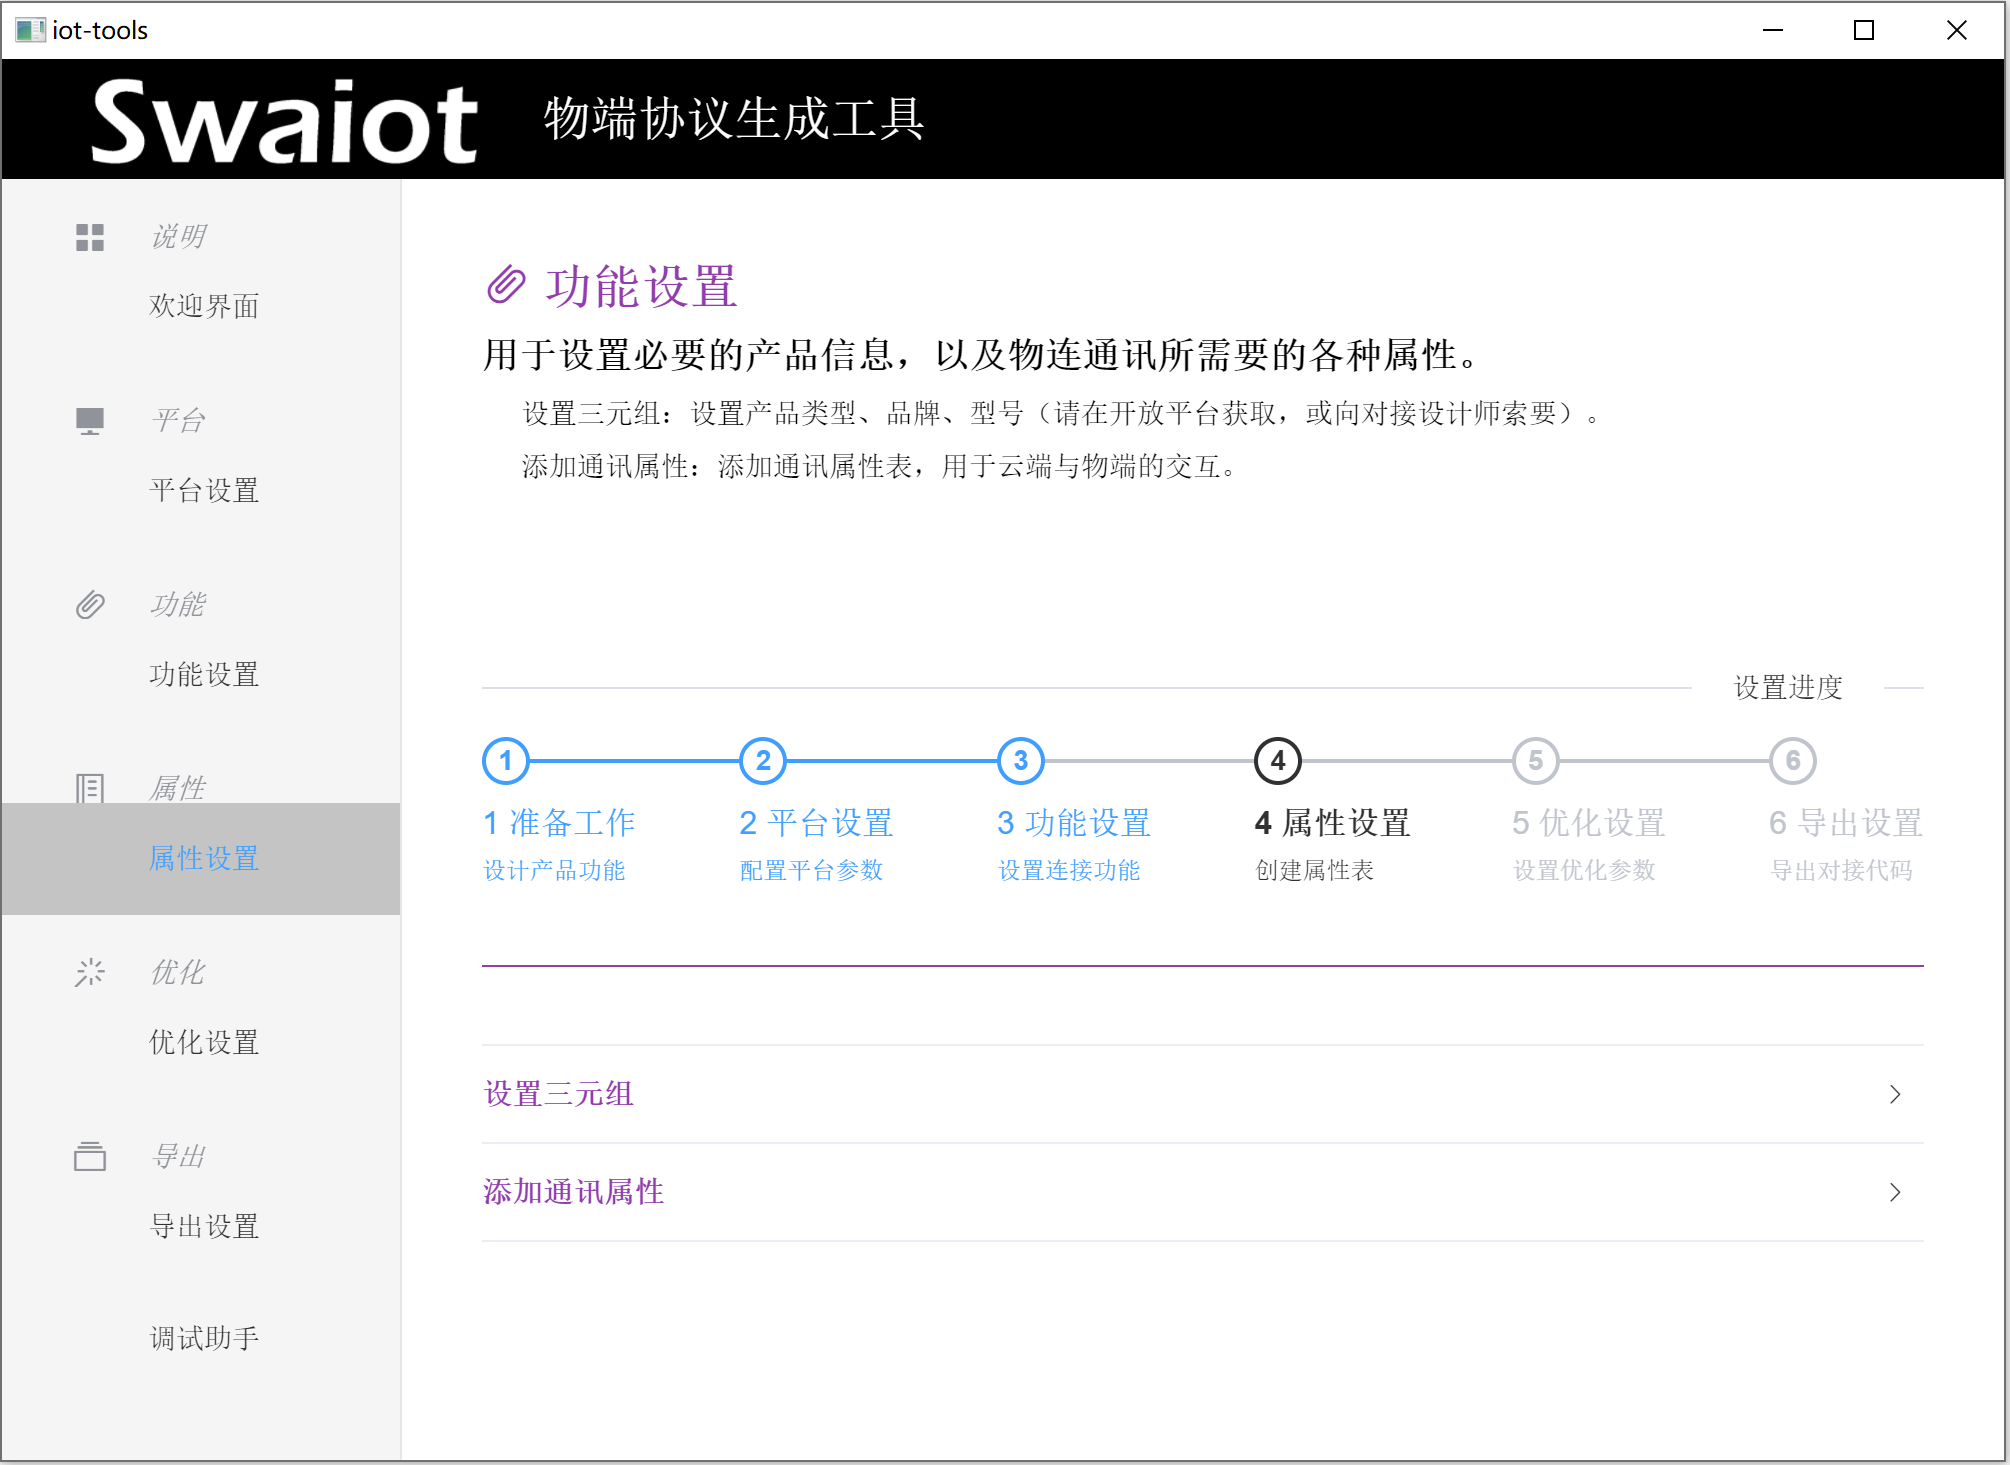 iot-tools
Swaiot 物端协议生成工具
说明
欢迎界面
平台
平台设置
功能
功能设置
属性
属性设置
优化
优化设置
导出
导出设置
调试助手
功能设置
用于设置必要的产品信息，以及物连通讯所需要的各种属性。
设置三元组：设置产品类型、品牌、型号（请在开放平台获取，或向对接设计师索要）。
添加通讯属性：添加通讯属性表，用于云端与物端的交互。
设置进度
1 2 3 4 5 6
1 准备工作 2 平台设置 3 功能设置 4 属性设置 5 优化设置 6 导出设置
设计产品功能 配置平台参数 设置连接功能 创建属性表 设置优化参数 导出对接代码
设置三元组
添加通讯属性